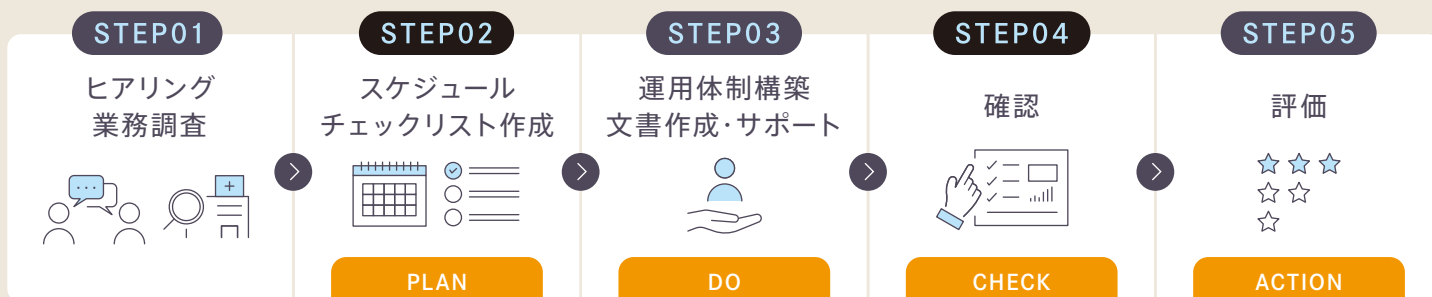 STEP01
ヒアリング
業務調査
STEP02
スケジュール
チェックリスト作成
PLAN
STEP03
運用体制構築
文書作成・サポート
DO
STEP04
確認
CHECK
STEP05
評価
ACTION